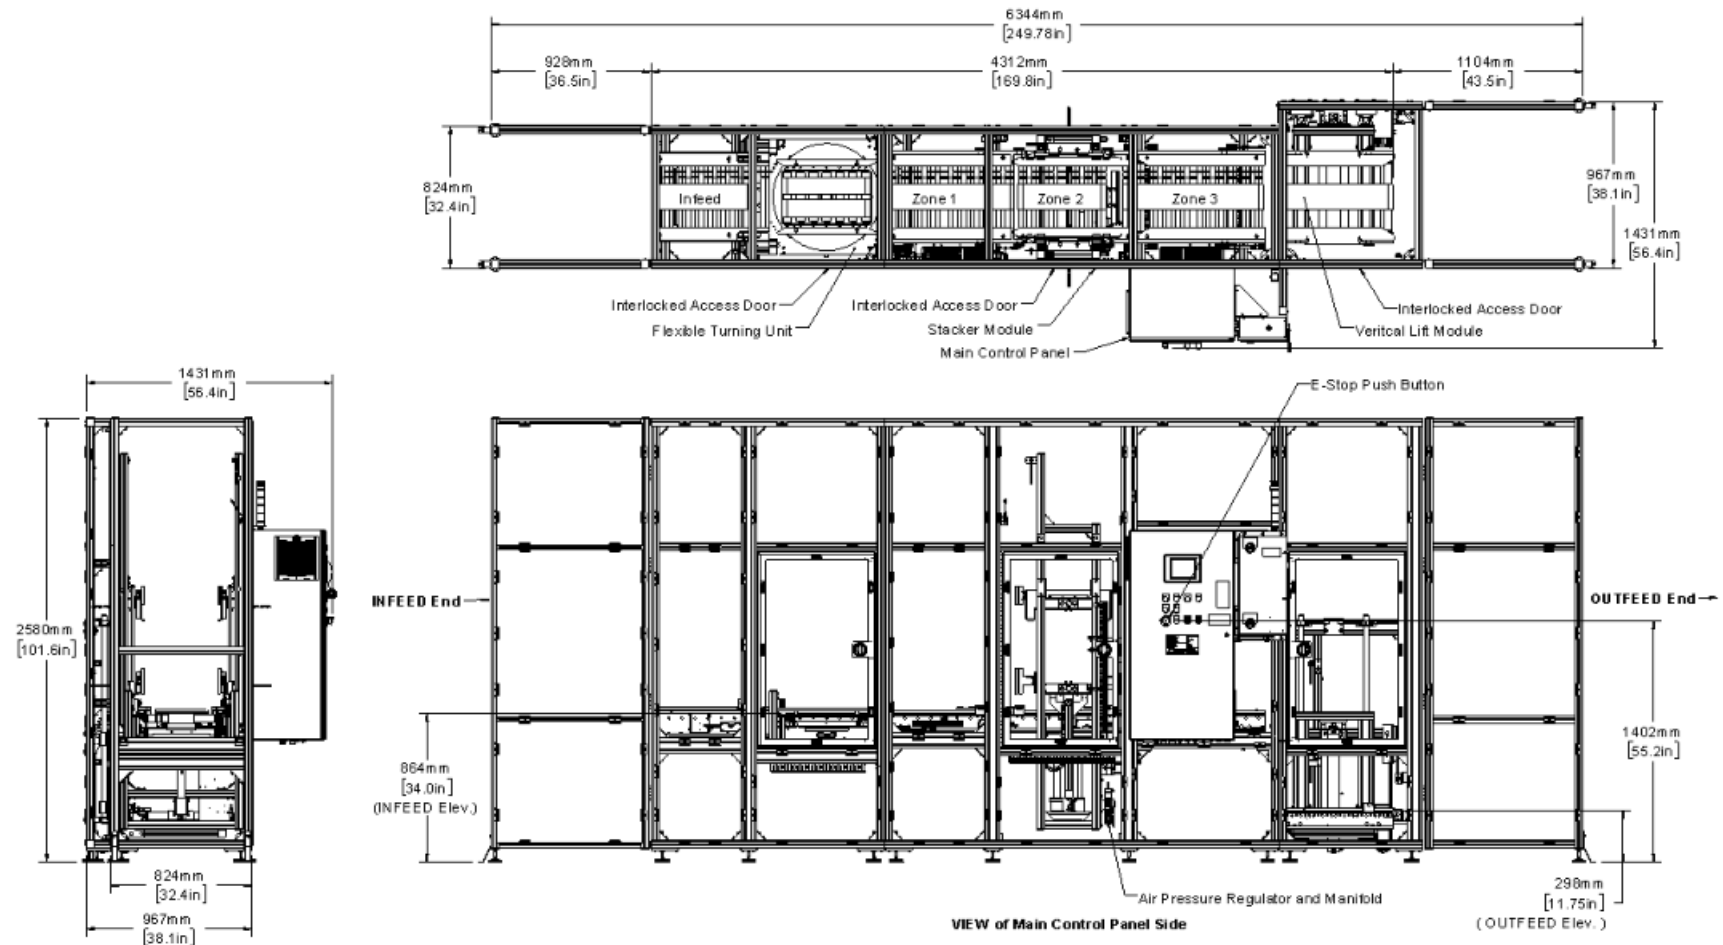 6344mm
[249.78in]
928mm
[36.5in]
4312mm
[169.8in]
1104mm
[43.5in]
824mm
[32.4in]
Infeed
Zone 1
Zone 2
Zone 3
967mm
[38.1in]
1431mm
[56.4in]
Interlocked Access Door
Flexible Turning Unit
Interlocked Access Door
Stacker Module
Main Control Panel
Interlocked Access Door
Veritcal Lift Module
1431mm
[56.4in]
E-Stop Push Button
INFEED End
OUTFEED End
2580mm
[101.6in]
864mm
[34.0in]
(INFEED Elev.)
1402mm
[55.2in]
824mm
[32.4in]
967mm
[38.1in]
Air Pressure Regulator and Manifold
VIEW of Main Control Panel Side
298mm
[11.75in]
( OUTFEED Elev. )